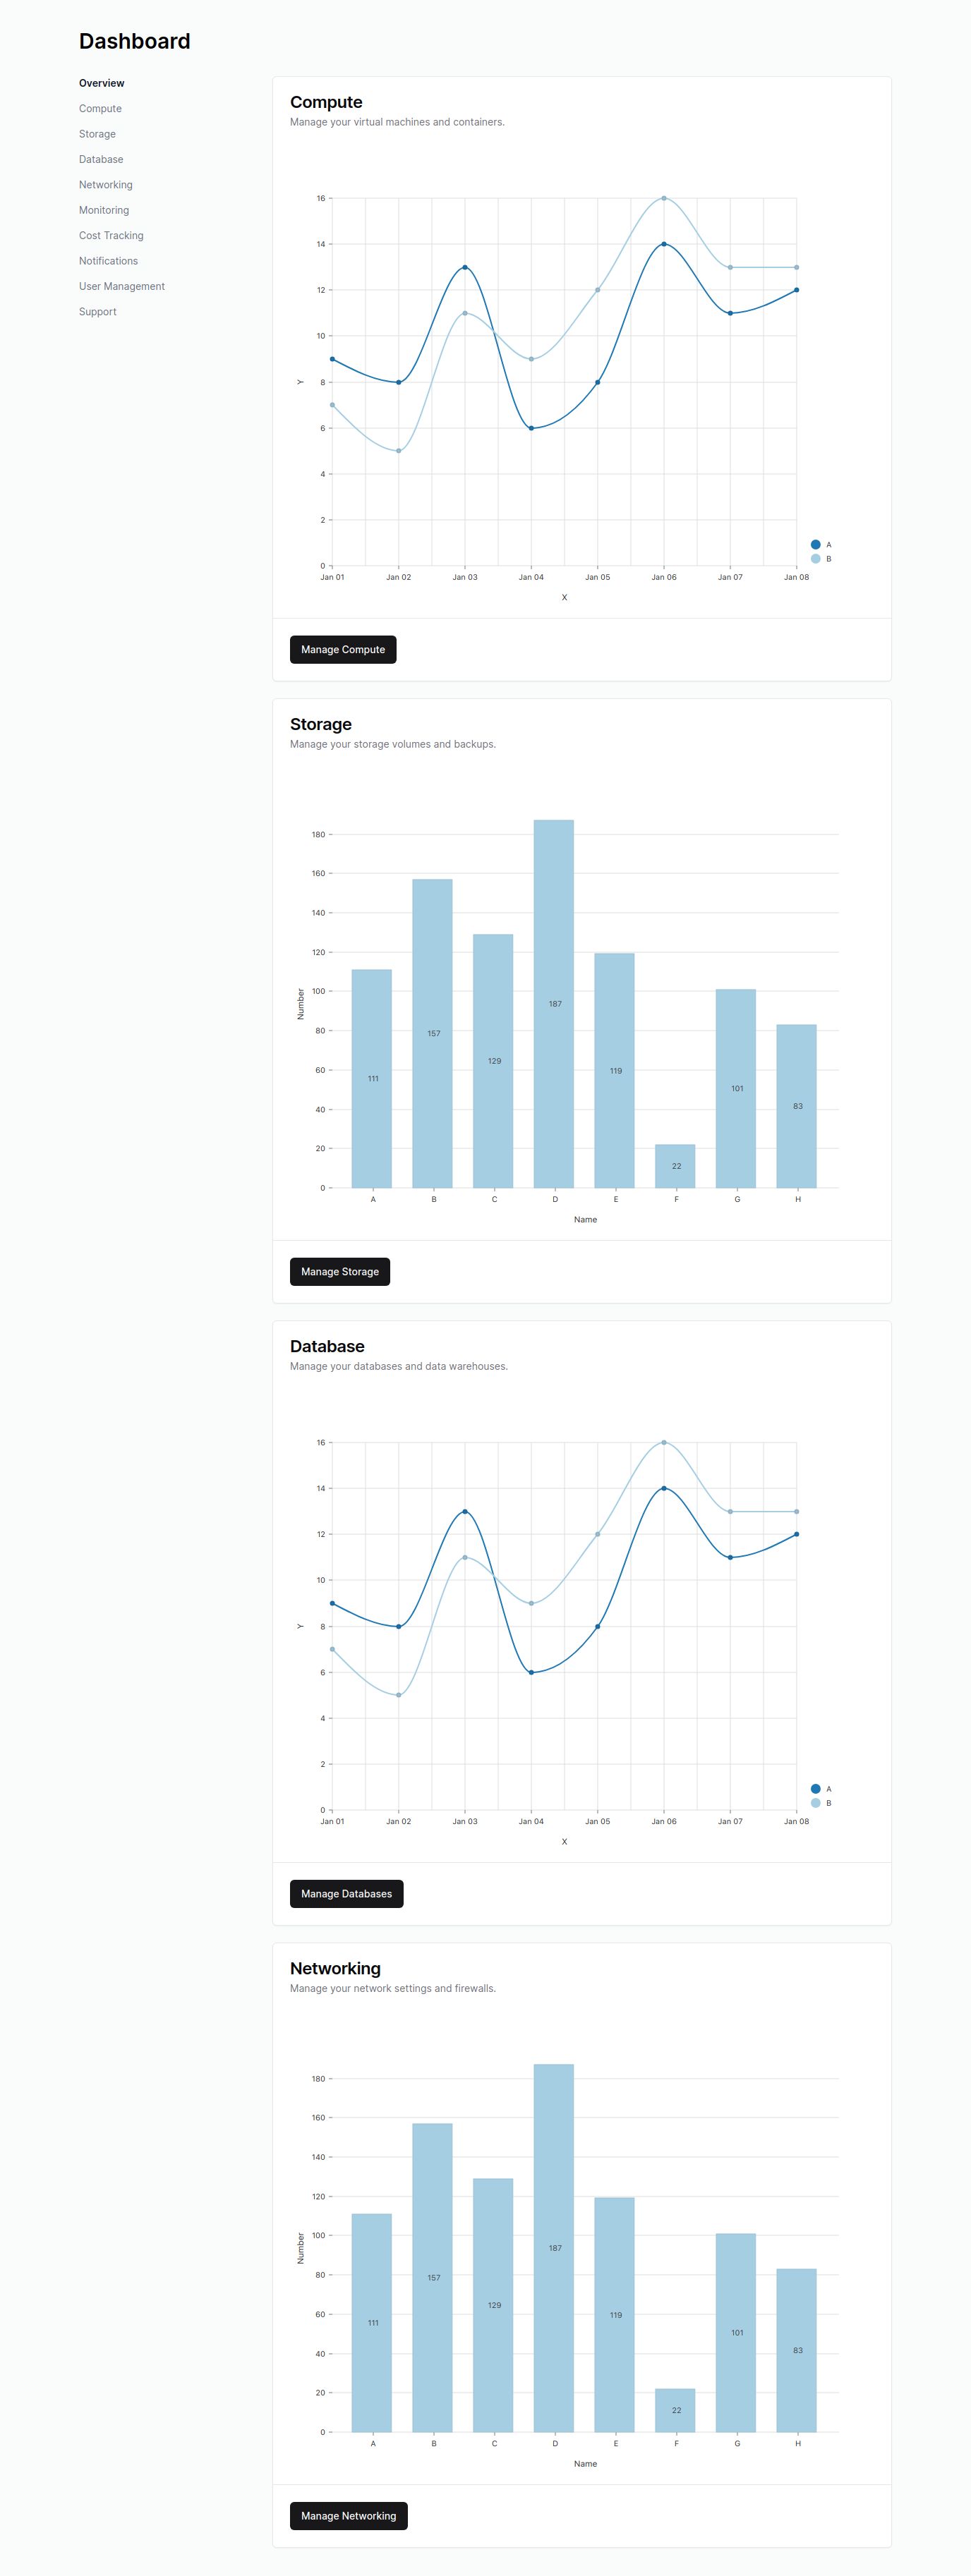 Dashboard
Overview
Compute
Storage
Database
Networking
Monitoring
Cost Tracking
Notifications
User Management
Support
Compute
Manage your virtual machines and containers.
16
14
12
10
8
6
4
2
0
Y
Jan 01 Jan 02 Jan 03 Jan 04 Jan 05 Jan 06 Jan 07 Jan 08
X
A
B
Manage Compute
Storage
Manage your storage volumes and backups.
180
160
140
120
100
80
60
40
20
0
Number
111 157 129 187 119 22 101 83
A B C D E F G H
Name
Manage Storage
Database
Manage your databases and data warehouses.
16
14
12
10
8
6
4
2
0
Y
Jan 01 Jan 02 Jan 03 Jan 04 Jan 05 Jan 06 Jan 07 Jan 08
X
A
B
Manage Databases
Networking
Manage your network settings and firewalls.
180
160
140
120
100
80
60
40
20
0
Number
111 157 129 187 119 22 101 83
A B C D E F G H
Name
Manage Networking